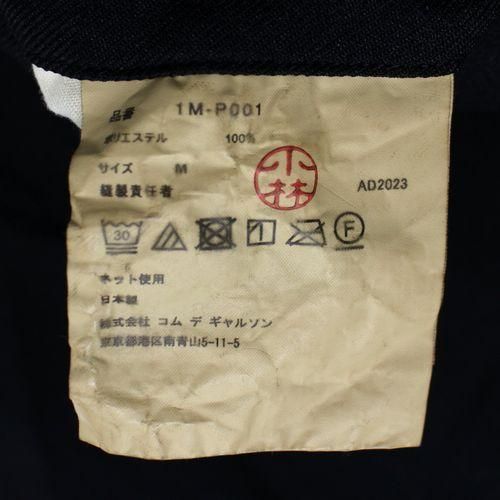 品番 1M-P001
ポリエステル 100%
サイズ M
縫製責任者 小林 AD2023
30 1 F
ネット使用
日本製
株式会社 コム デ ギャルソン
東京都港区南青山5-11-5